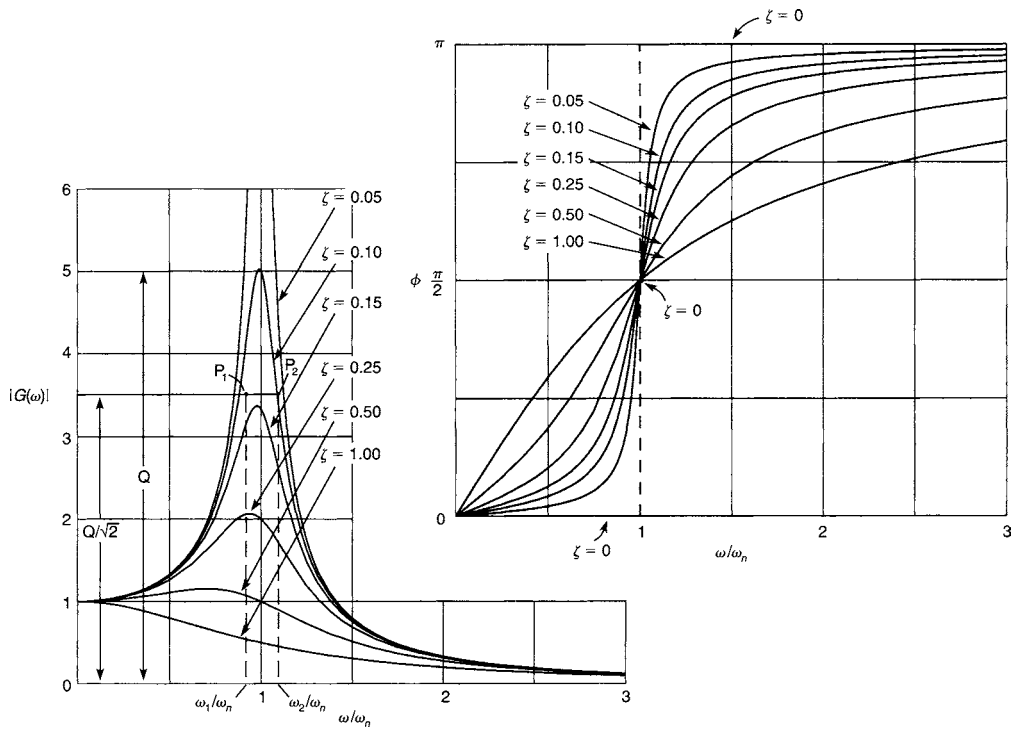 ζ = 0
π
ζ = 0.05
ζ = 0.10
ζ = 0.15
ζ = 0.25
ζ = 0.50
ζ = 1.00
ϕ π/2
ζ = 0
0
ζ = 0
1
2
3
ω/ωₙ
6
5
4
3
2
1
0
|G(ω)|
ζ = 0.05
ζ = 0.10
ζ = 0.15
ζ = 0.25
ζ = 0.50
ζ = 1.00
P₁
P₂
Q
Q/√2
ω₁/ωₙ
1
ω₂/ωₙ
2
3
ω/ωₙ